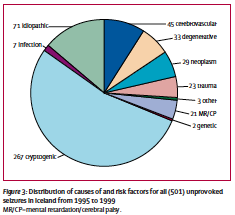 71 idiopathic
7 infection
45 cerebrovascular
33 degenerative
29 neoplasm
23 trauma
3 other
21 MR/CP
2 genetic
267 cryptogenic
Figure 3: Distribution of causes of and risk factors for all (501) unprovoked
seizures in Iceland from 1995 to 1999
MR/CP=mental retardation/cerebral palsy.